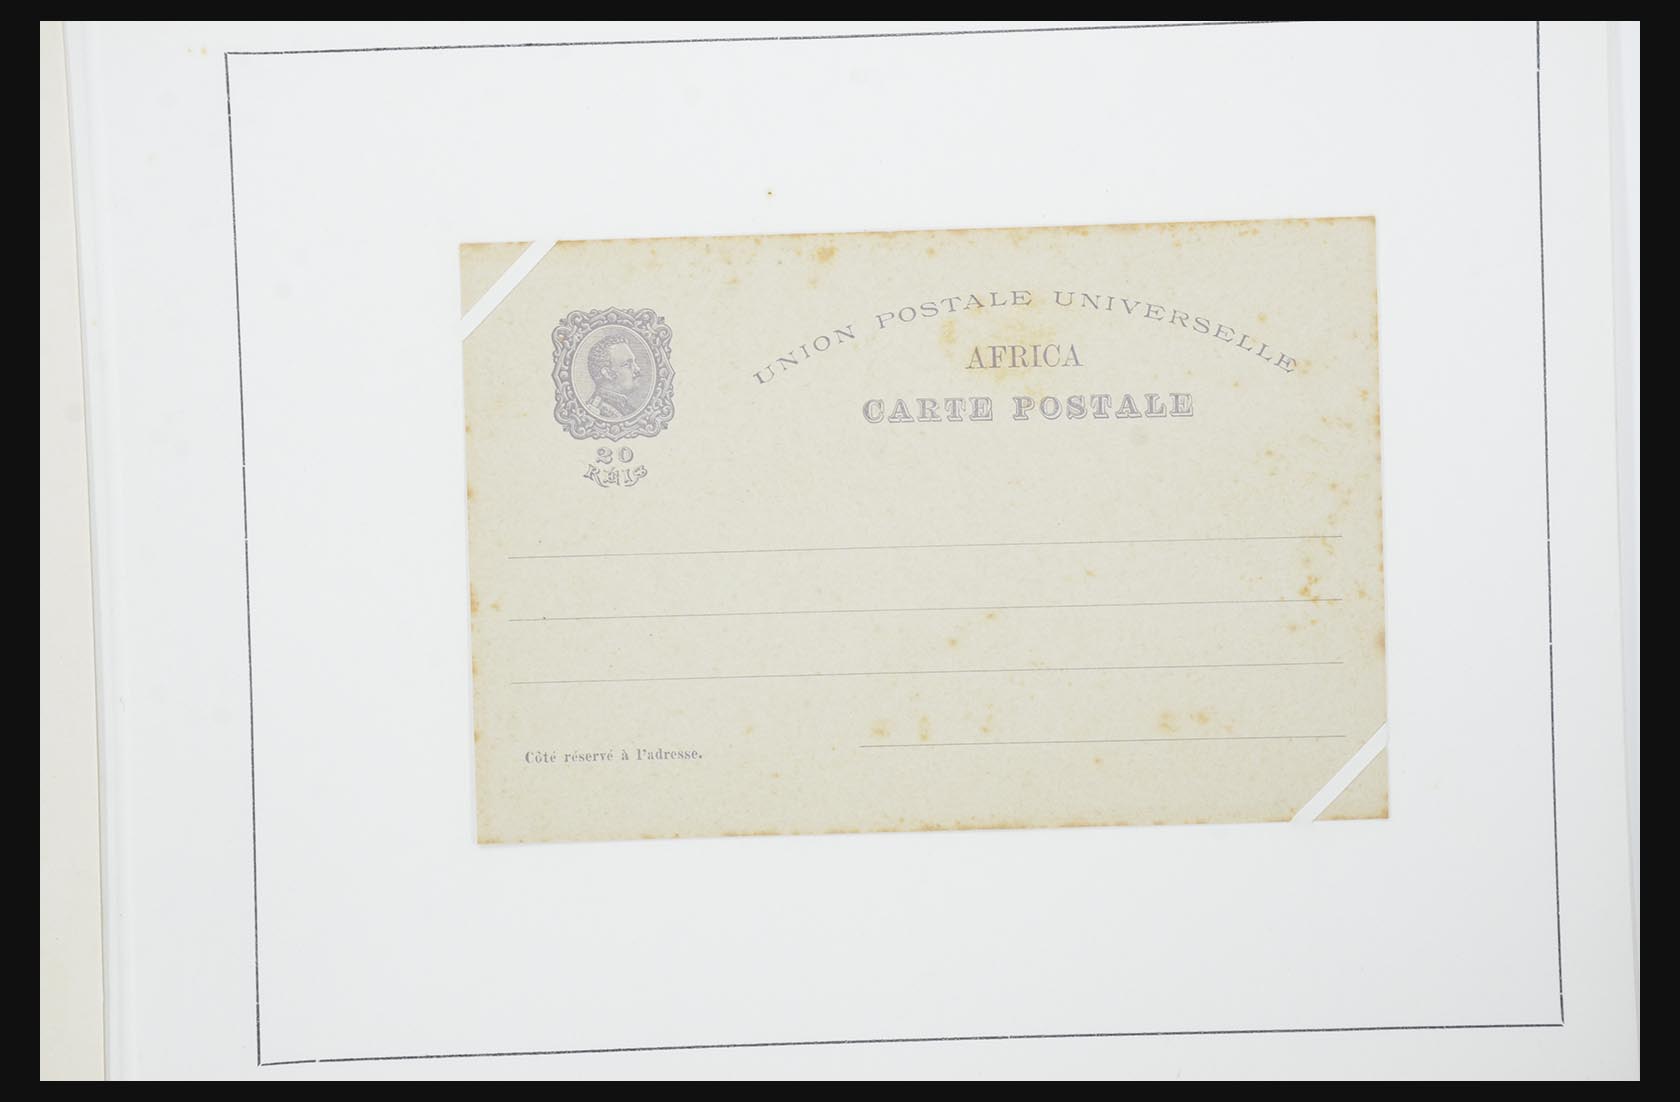 UNION POSTALE UNIVERSELLE
AFRICA
CARTE POSTALE
20
RÉIS
Côté réservé à l'adresse.